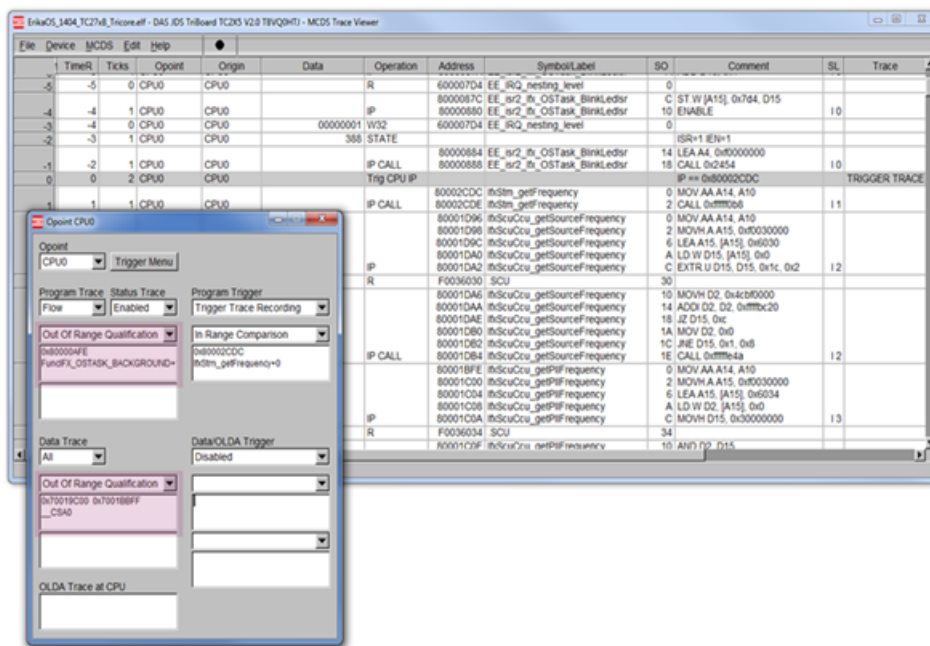 ErikaOS_1404_TC27xB_Tricore.elf - DAS JDS TriBoard TC2X5 V2.0 T8VQ0HTJ - MCDS Trace Viewer
File Device MCDS Edit Help
TimeR Ticks Opoint Origin Data Operation Address Symbol/Label SO Comment SL Trace
-5 -5 0 CPU0 CPU0 R 600007D4 EE_IRQ_nesting_level 0
8000087C EE_isr2_Ifx_OSTask_BlinkLedIsr C ST.W [A15], 0x7d4, D15
-4 -4 1 CPU0 CPU0 IP 80000880 EE_isr2_Ifx_OSTask_BlinkLedIsr 10 ENABLE I 0
-3 -4 0 CPU0 CPU0 00000001 W32 600007D4 EE_IRQ_nesting_level 0
-2 -3 1 CPU0 CPU0 388 STATE ISR=1 IEN=1
80000884 EE_isr2_Ifx_OSTask_BlinkLedIsr 14 LEA A4, 0xf0000000
-1 -2 1 CPU0 CPU0 IP CALL 80000888 EE_isr2_Ifx_OSTask_BlinkLedIsr 18 CALL 0x2454 I 0
0 0 2 CPU0 CPU0 Trig CPU IP IP == 0x80002CDC TRIGGER TRACE
80002CDC IfxStm_getFrequency 0 MOV.AA A14, A10
1 1 1 CPU0 CPU0 IP CALL 80002CDE IfxStm_getFrequency 2 CALL 0xfffff0b8 I 1
80001D96 IfxScuCcu_getSourceFrequency 0 MOV.AA A14, A10
80001D98 IfxScuCcu_getSourceFrequency 2 MOVH.A A15, 0xf0030000
80001D9C IfxScuCcu_getSourceFrequency 6 LEA A15, [A15], 0x6030
80001DA0 IfxScuCcu_getSourceFrequency A LD.W D15, [A15], 0x0
IP 80001DA2 IfxScuCcu_getSourceFrequency C EXTR.U D15, D15, 0x1c, 0x2 I 2
R F0036030 .SCU 30
80001DA6 IfxScuCcu_getSourceFrequency 10 MOVH D2, 0x4cbf0000
80001DAA IfxScuCcu_getSourceFrequency 14 ADDI D2, D2, 0xffffbc20
80001DAE IfxScuCcu_getSourceFrequency 18 JZ D15, 0xc
80001DB0 IfxScuCcu_getSourceFrequency 1A MOV D2, 0x0
80001DB2 IfxScuCcu_getSourceFrequency 1C JNE D15, 0x1, 0x8
IP CALL 80001DB4 IfxScuCcu_getSourceFrequency 1E CALL 0xfffffe4a I 2
80001BFE IfxScuCcu_getPllFrequency 0 MOV.AA A14, A10
80001C00 IfxScuCcu_getPllFrequency 2 MOVH.A A15, 0xf0030000
80001C04 IfxScuCcu_getPllFrequency 6 LEA A15, [A15], 0x6034
80001C08 IfxScuCcu_getPllFrequency A LD.W D2, [A15], 0x0
IP 80001C0A IfxScuCcu_getPllFrequency C MOVH D15, 0x30000000 I 3
R F0036034 .SCU 34
80001C0E IfxScuCcu_getPllFrequency 10 AND D2, D15
Opoint CPU0
Opoint
CPU0 Trigger Menu
Program Trace Status Trace Program Trigger
Flow Enabled Trigger Trace Recording
Out Of Range Qualification In Range Comparison
0x80000AFE 0x80002CDC
FuncIFX_OSTASK_BACKGROUND+ IfxStm_getFrequency+0
Data Trace Data/OLDA Trigger
All Disabled
Out Of Range Qualification
0x70019C00 0x7001BBFF
__CSA0
OLDA Trace at CPU